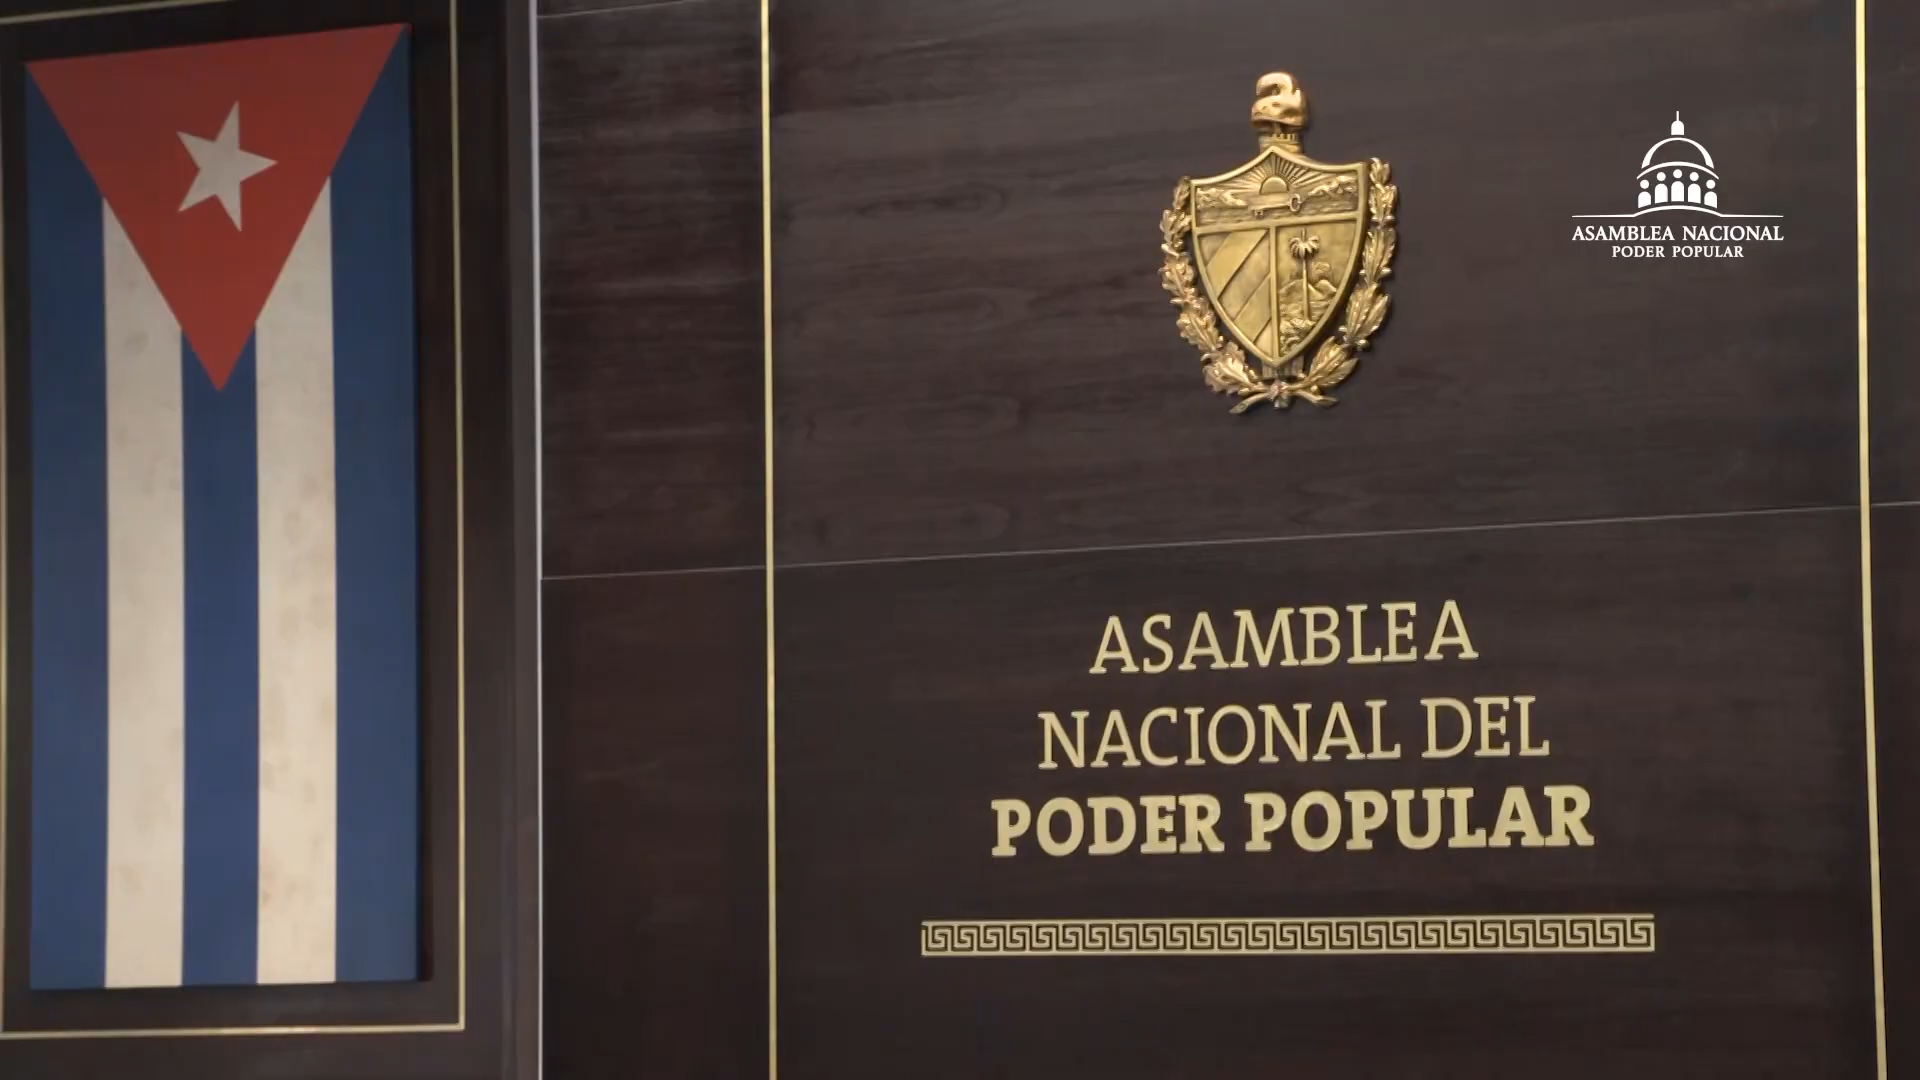 ASAMBLEA NACIONAL
PODER POPULAR
ASAMBLEA
NACIONAL DEL
PODER POPULAR